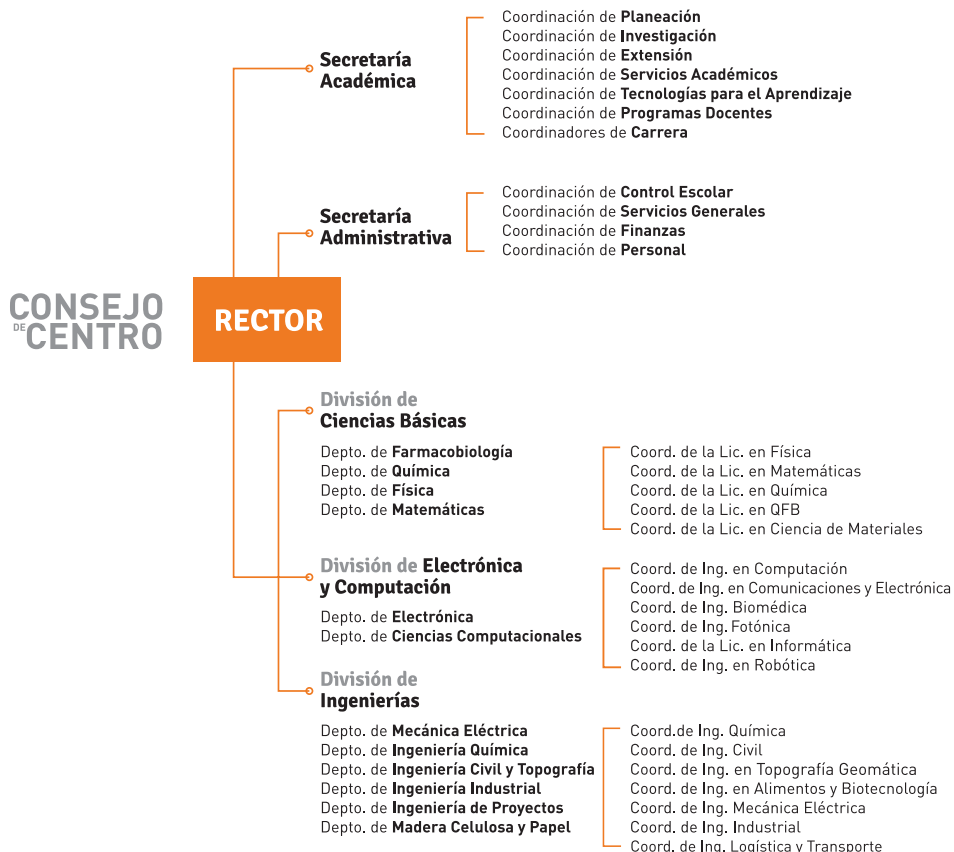 Secretaría
Académica
Coordinación de Planeación
Coordinación de Investigación
Coordinación de Extensión
Coordinación de Servicios Académicos
Coordinación de Tecnologías para el Aprendizaje
Coordinación de Programas Docentes
Coordinadores de Carrera
Secretaría
Administrativa
Coordinación de Control Escolar
Coordinación de Servicios Generales
Coordinación de Finanzas
Coordinación de Personal
CONSEJO
DE CENTRO
RECTOR
División de
Ciencias Básicas
Depto. de Farmacobiología
Depto. de Química
Depto. de Física
Depto. de Matemáticas
Coord. de la Lic. en Física
Coord. de la Lic. en Matemáticas
Coord. de la Lic. en Química
Coord. de la Lic. en QFB
Coord. de la Lic. en Ciencia de Materiales
División de Electrónica
y Computación
Depto. de Electrónica
Depto. de Ciencias Computacionales
Coord. de Ing. en Computación
Coord. de Ing. en Comunicaciones y Electrónica
Coord. de Ing. Biomédica
Coord. de Ing. Fotónica
Coord. de la Lic. en Informática
Coord. de Ing. en Robótica
División de
Ingenierías
Depto. de Mecánica Eléctrica
Depto. de Ingeniería Química
Depto. de Ingeniería Civil y Topografía
Depto. de Ingeniería Industrial
Depto. de Ingeniería de Proyectos
Depto. de Madera Celulosa y Papel
Coord.de Ing. Química
Coord. de Ing. Civil
Coord. de Ing. en Topografía Geomática
Coord. de Ing. en Alimentos y Biotecnología
Coord. de Ing. Mecánica Eléctrica
Coord. de Ing. Industrial
Coord. de Ing. Logística y Transporte